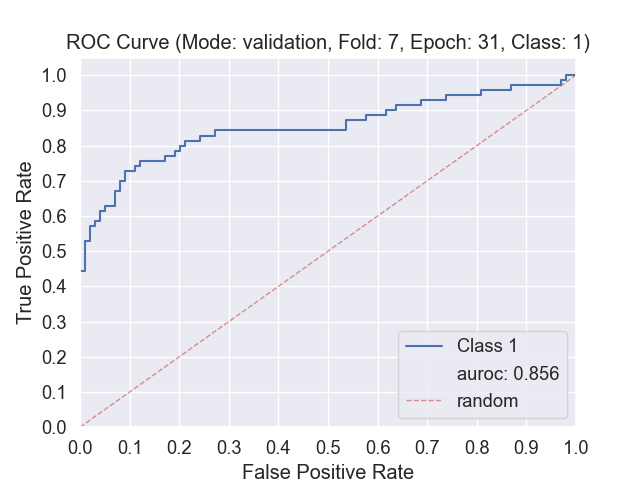 ROC Curve (Mode: validation, Fold: 7, Epoch: 31, Class: 1)
1.0
0.9
0.8
0.7
0.6
0.5
0.4
0.3
0.2
0.1
0.0
True Positive Rate
Class 1
auroc: 0.856
random
0.0 0.1 0.2 0.3 0.4 0.5 0.6 0.7 0.8 0.9 1.0
False Positive Rate